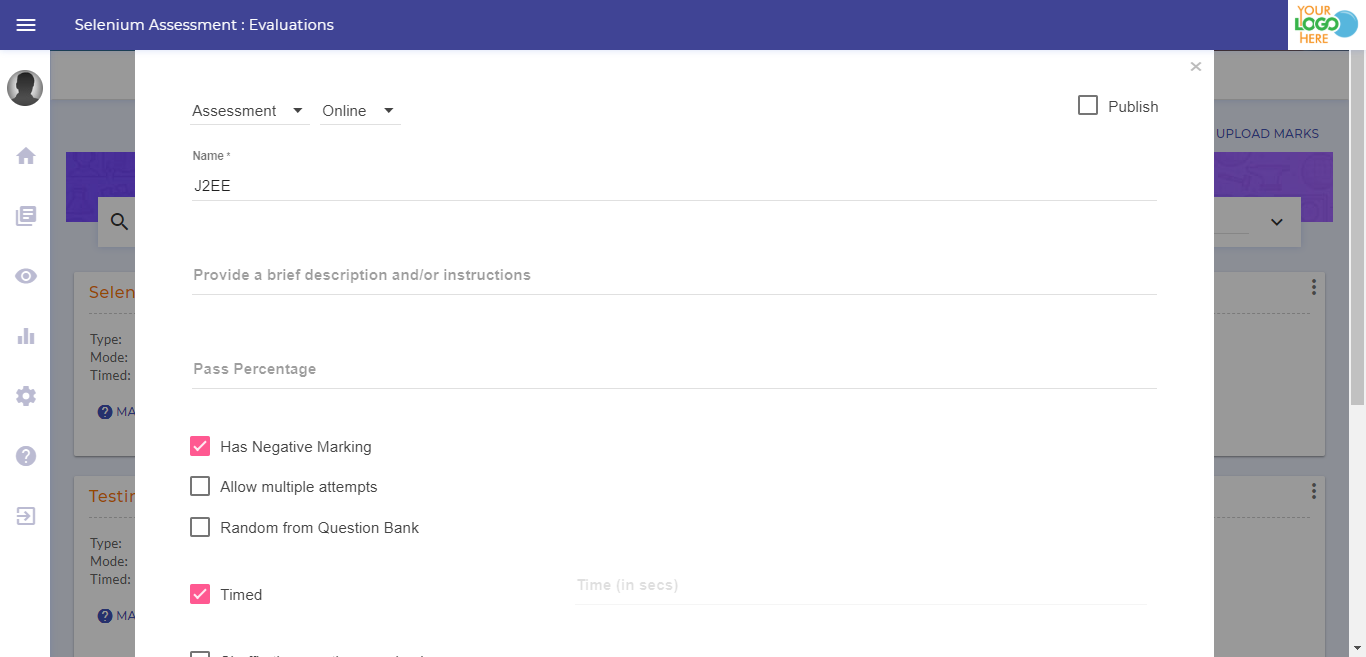 Selenium Assessment : Evaluations
YOUR
LOGO
HERE
Assessment Online
Publish
UPLOAD MARKS
Name *
J2EE
Provide a brief description and/or instructions
Selen
Type:
Mode:
Timed:
MA
Pass Percentage
Has Negative Marking
Allow multiple attempts
Testin
Random from Question Bank
Type:
Mode:
Timed:
MA
Timed
Time (in secs)